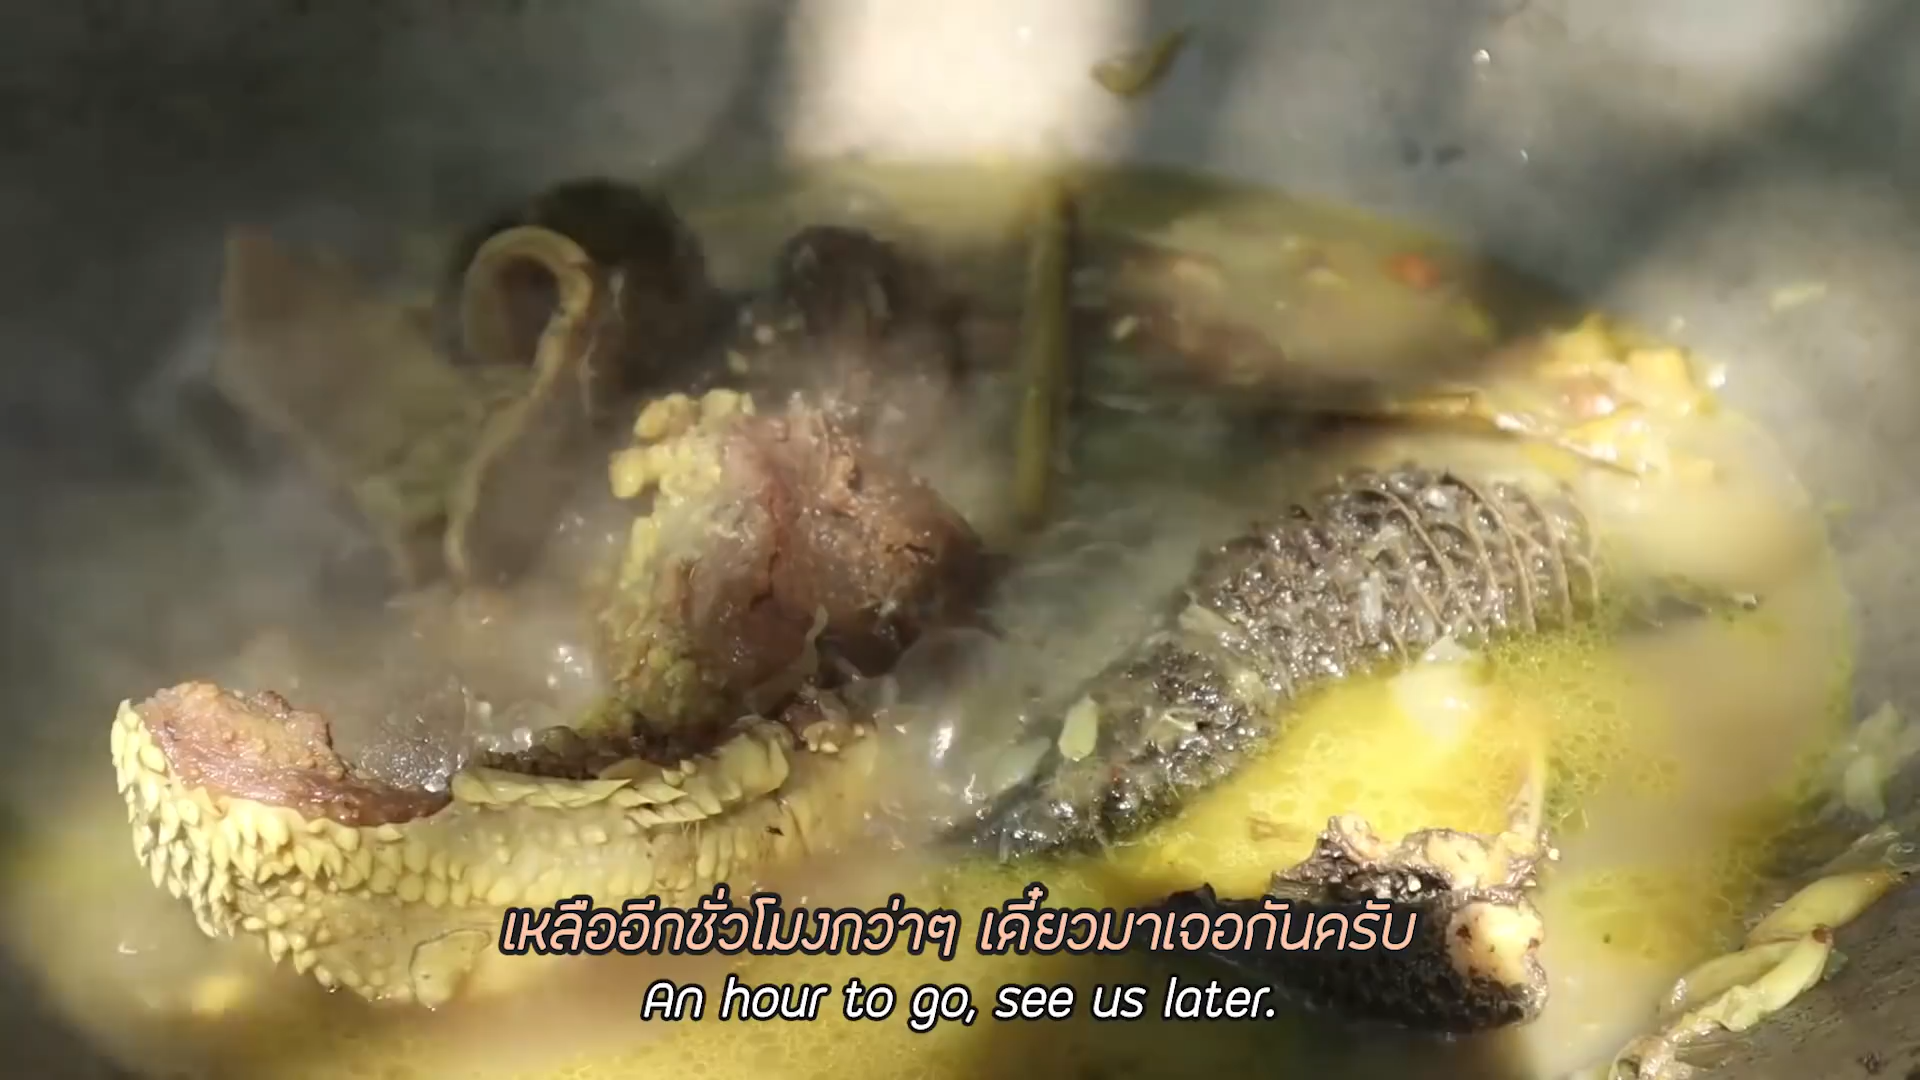 เหลืออีกชั่วโมงกว่าๆ เดี๋ยวมาเจอกันครับ
An hour to go, see us later.